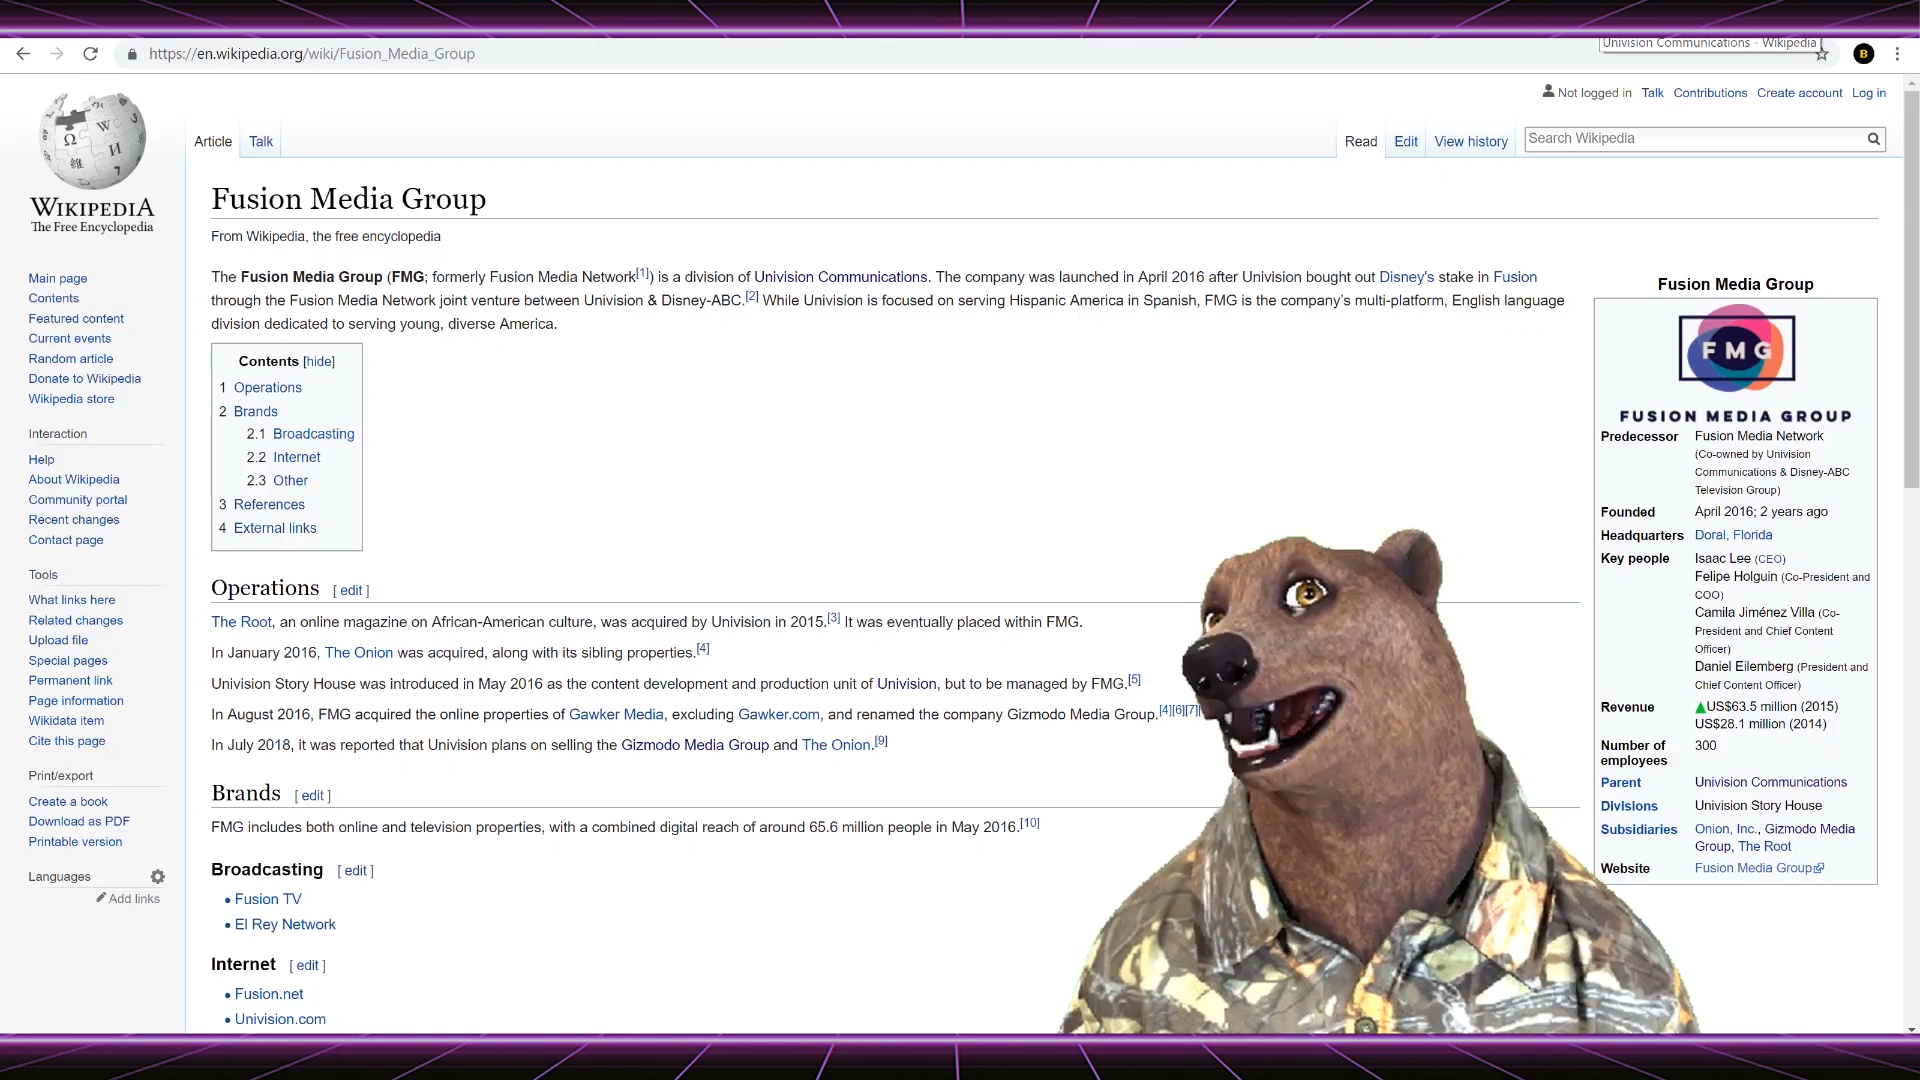 Univision Communications - Wikipedia
https://en.wikipedia.org/wiki/Fusion_Media_Group
B
Not logged in Talk Contributions Create account Log in
Article Talk Read Edit View history Search Wikipedia
WIKIPEDIA
The Free Encyclopedia
Main page
Contents
Featured content
Current events
Random article
Donate to Wikipedia
Wikipedia store
Interaction
Help
About Wikipedia
Community portal
Recent changes
Contact page
Tools
What links here
Related changes
Upload file
Special pages
Permanent link
Page information
Wikidata item
Cite this page
Print/export
Create a book
Download as PDF
Printable version
Languages
Add links
Fusion Media Group
From Wikipedia, the free encyclopedia
The Fusion Media Group (FMG; formerly Fusion Media Network[1]) is a division of Univision Communications. The company was launched in April 2016 after Univision bought out Disney's stake in Fusion
through the Fusion Media Network joint venture between Univision & Disney-ABC.[2] While Univision is focused on serving Hispanic America in Spanish, FMG is the company's multi-platform, English language
division dedicated to serving young, diverse America.
Contents [hide]
1 Operations
2 Brands
2.1 Broadcasting
2.2 Internet
2.3 Other
3 References
4 External links
Operations [ edit ]
The Root, an online magazine on African-American culture, was acquired by Univision in 2015.[3] It was eventually placed within FMG.
In January 2016, The Onion was acquired, along with its sibling properties.[4]
Univision Story House was introduced in May 2016 as the content development and production unit of Univision, but to be managed by FMG.[5]
In August 2016, FMG acquired the online properties of Gawker Media, excluding Gawker.com, and renamed the company Gizmodo Media Group.[4][6][7]
In July 2018, it was reported that Univision plans on selling the Gizmodo Media Group and The Onion.[9]
Brands [ edit ]
FMG includes both online and television properties, with a combined digital reach of around 65.6 million people in May 2016.[10]
Broadcasting [ edit ]
• Fusion TV
• El Rey Network
Internet [ edit ]
• Fusion.net
• Univision.com
Fusion Media Group
FMG
FUSION MEDIA GROUP
Predecessor Fusion Media Network
(Co-owned by Univision
Communications & Disney-ABC
Television Group)
Founded April 2016; 2 years ago
Headquarters Doral, Florida
Key people Isaac Lee (CEO)
Felipe Holguin (Co-President and
COO)
Camila Jiménez Villa (Co-
President and Chief Content
Officer)
Daniel Eilemberg (President and
Chief Content Officer)
Revenue ▲US$63.5 million (2015)
US$28.1 million (2014)
Number of employees 300
Parent Univision Communications
Divisions Univision Story House
Subsidiaries Onion, Inc., Gizmodo Media
Group, The Root
Website Fusion Media Group